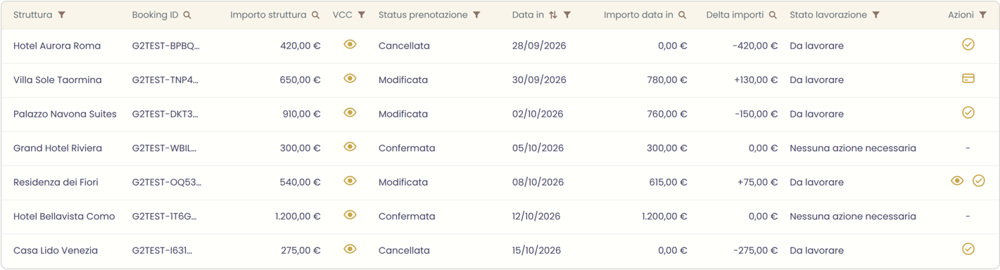 Struttura Booking ID Importo struttura VCC Status prenotazione Data in Importo data in Delta importi Stato lavorazione Azioni
Hotel Aurora Roma G2TEST-BPBQ... 420,00 € Cancellata 28/09/2026 0,00 € -420,00 € Da lavorare
Villa Sole Taormina G2TEST-TNP4... 650,00 € Modificata 30/09/2026 780,00 € +130,00 € Da lavorare
Palazzo Navona Suites G2TEST-DKT3... 910,00 € Modificata 02/10/2026 760,00 € -150,00 € Da lavorare
Grand Hotel Riviera G2TEST-WBIL... 300,00 € Confermata 05/10/2026 300,00 € 0,00 € Nessuna azione necessaria -
Residenza dei Fiori G2TEST-OQ53... 540,00 € Modificata 08/10/2026 615,00 € +75,00 € Da lavorare
Hotel Bellavista Como G2TEST-1T6G... 1.200,00 € Confermata 12/10/2026 1.200,00 € 0,00 € Nessuna azione necessaria -
Casa Lido Venezia G2TEST-I631... 275,00 € Cancellata 15/10/2026 0,00 € -275,00 € Da lavorare